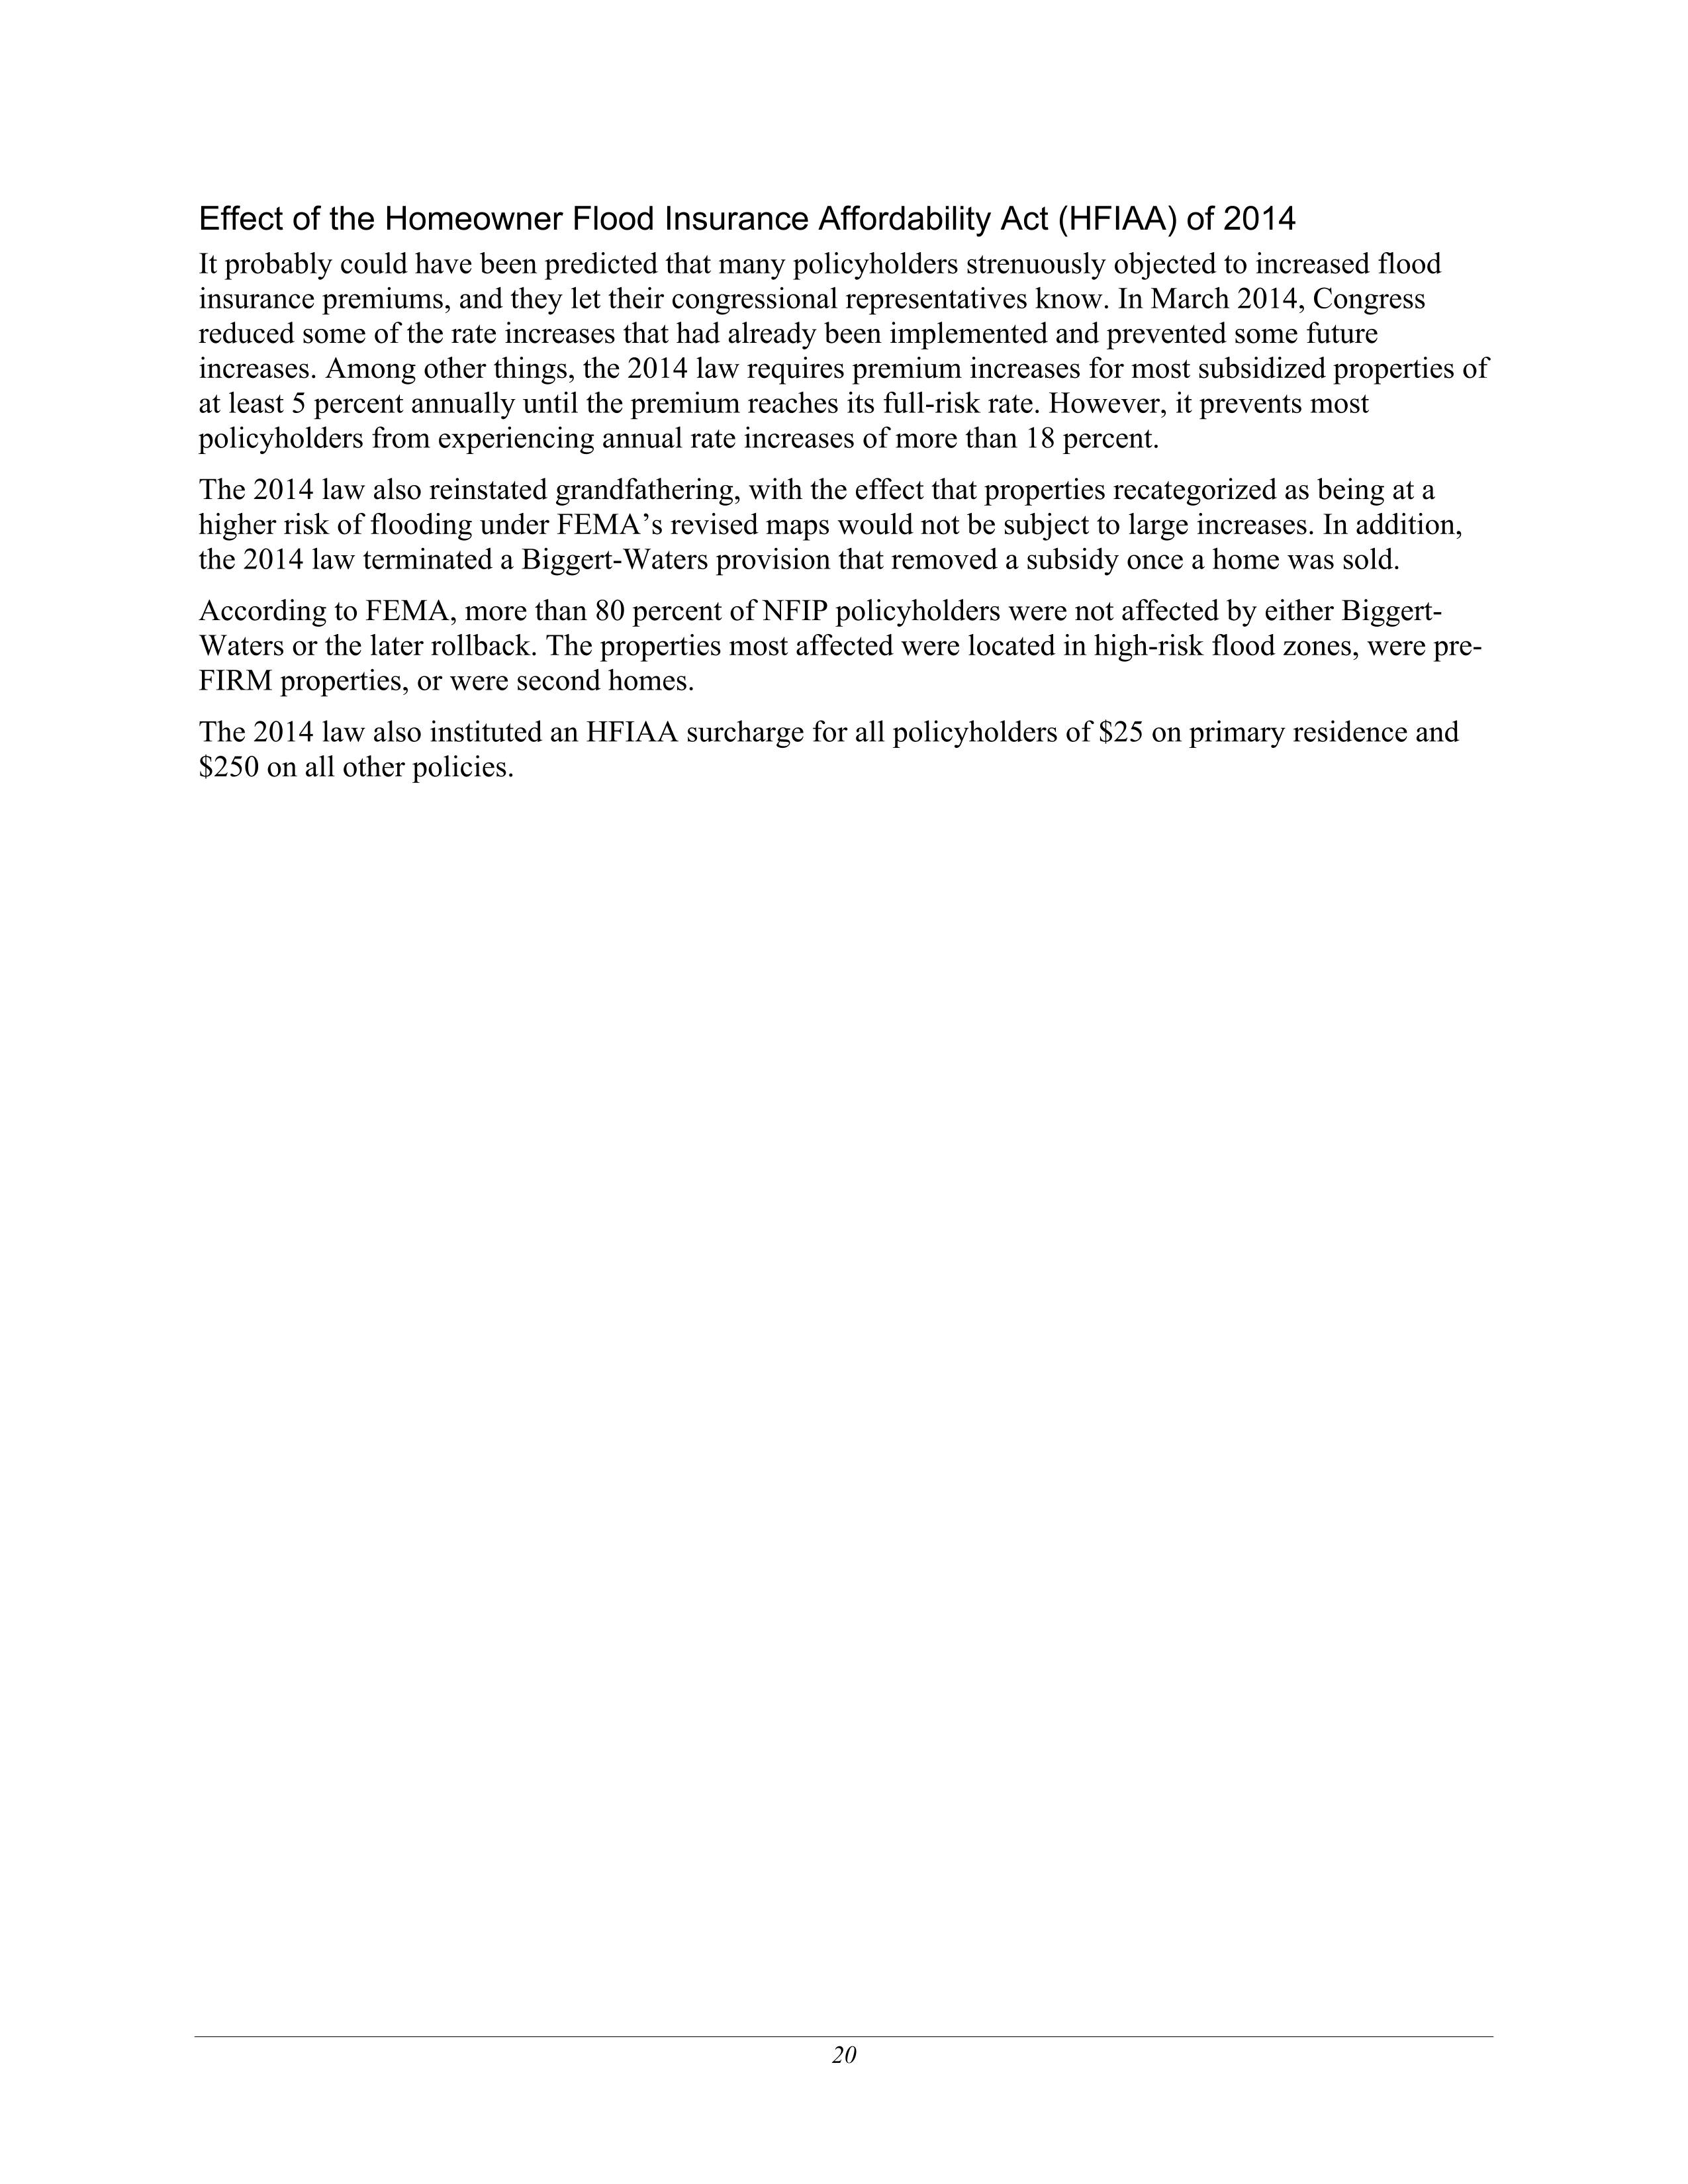 Effect of the Homeowner Flood Insurance Affordability Act (HFIAA) of 2014
It probably could have been predicted that many policyholders strenuously objected to increased flood
insurance premiums, and they let their congressional representatives know. In March 2014, Congress
reduced some of the rate increases that had already been implemented and prevented some future
increases. Among other things, the 2014 law requires premium increases for most subsidized properties of
at least 5 percent annually until the premium reaches its full-risk rate. However, it prevents most
policyholders from experiencing annual rate increases of more than 18 percent.
The 2014 law also reinstated grandfathering, with the effect that properties recategorized as being at a
higher risk of flooding under FEMA’s revised maps would not be subject to large increases. In addition,
the 2014 law terminated a Biggert-Waters provision that removed a subsidy once a home was sold.
According to FEMA, more than 80 percent of NFIP policyholders were not affected by either Biggert-
Waters or the later rollback. The properties most affected were located in high-risk flood zones, were pre-
FIRM properties, or were second homes.
The 2014 law also instituted an HFIAA surcharge for all policyholders of $25 on primary residence and
$250 on all other policies.
20